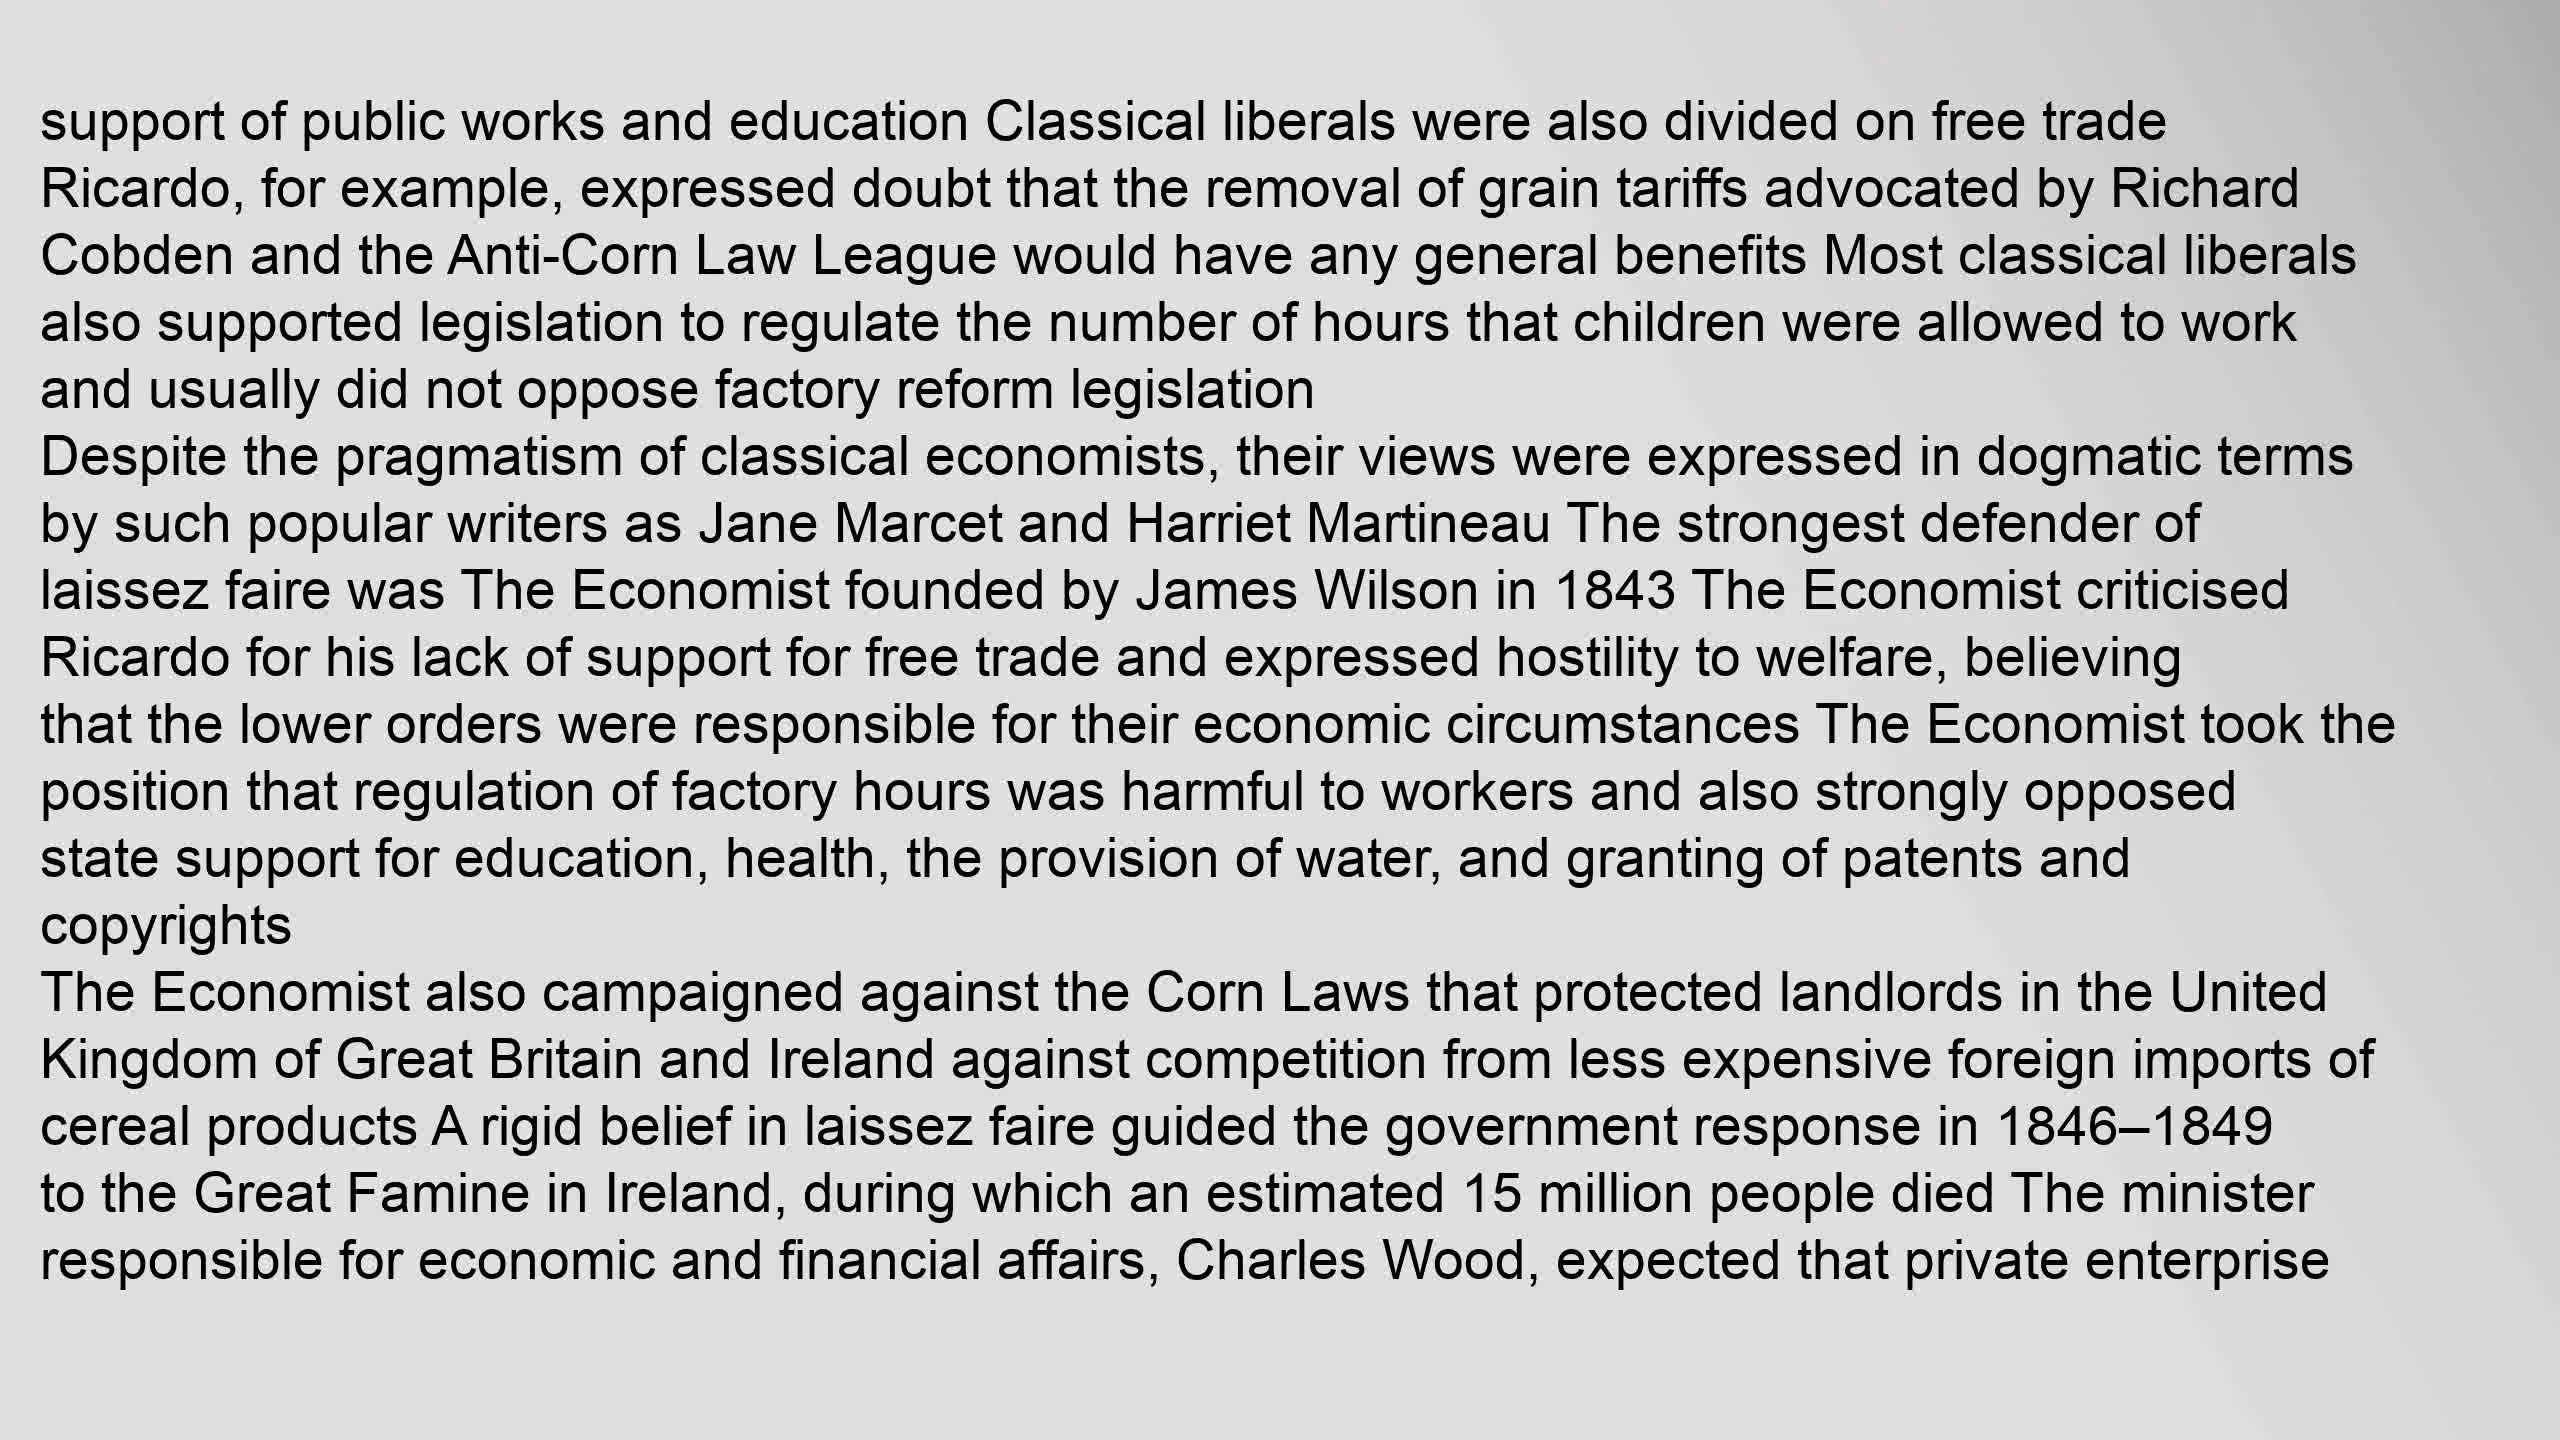 support of public works and education Classical liberals were also divided on free trade
Ricardo, for example, expressed doubt that the removal of grain tariffs advocated by Richard
Cobden and the Anti-Corn Law League would have any general benefits Most classical liberals
also supported legislation to regulate the number of hours that children were allowed to work
and usually did not oppose factory reform legislation
Despite the pragmatism of classical economists, their views were expressed in dogmatic terms
by such popular writers as Jane Marcet and Harriet Martineau The strongest defender of
laissez faire was The Economist founded by James Wilson in 1843 The Economist criticised
Ricardo for his lack of support for free trade and expressed hostility to welfare, believing
that the lower orders were responsible for their economic circumstances The Economist took the
position that regulation of factory hours was harmful to workers and also strongly opposed
state support for education, health, the provision of water, and granting of patents and
copyrights
The Economist also campaigned against the Corn Laws that protected landlords in the United
Kingdom of Great Britain and Ireland against competition from less expensive foreign imports of
cereal products A rigid belief in laissez faire guided the government response in 1846–1849
to the Great Famine in Ireland, during which an estimated 15 million people died The minister
responsible for economic and financial affairs, Charles Wood, expected that private enterprise